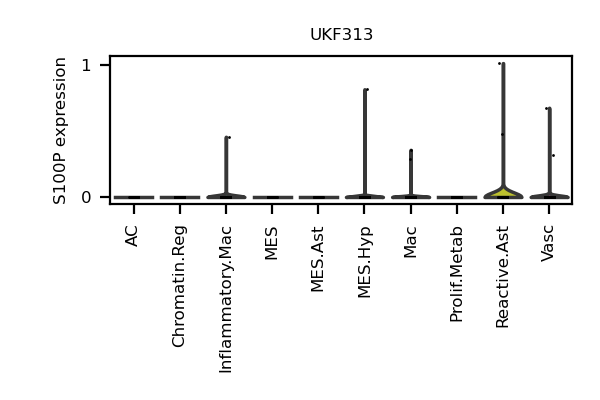 UKF313
S100P expression
1
0
AC
Chromatin.Reg
Inflammatory.Mac
MES
MES.Ast
MES.Hyp
Mac
Prolif.Metab
Reactive.Ast
Vasc